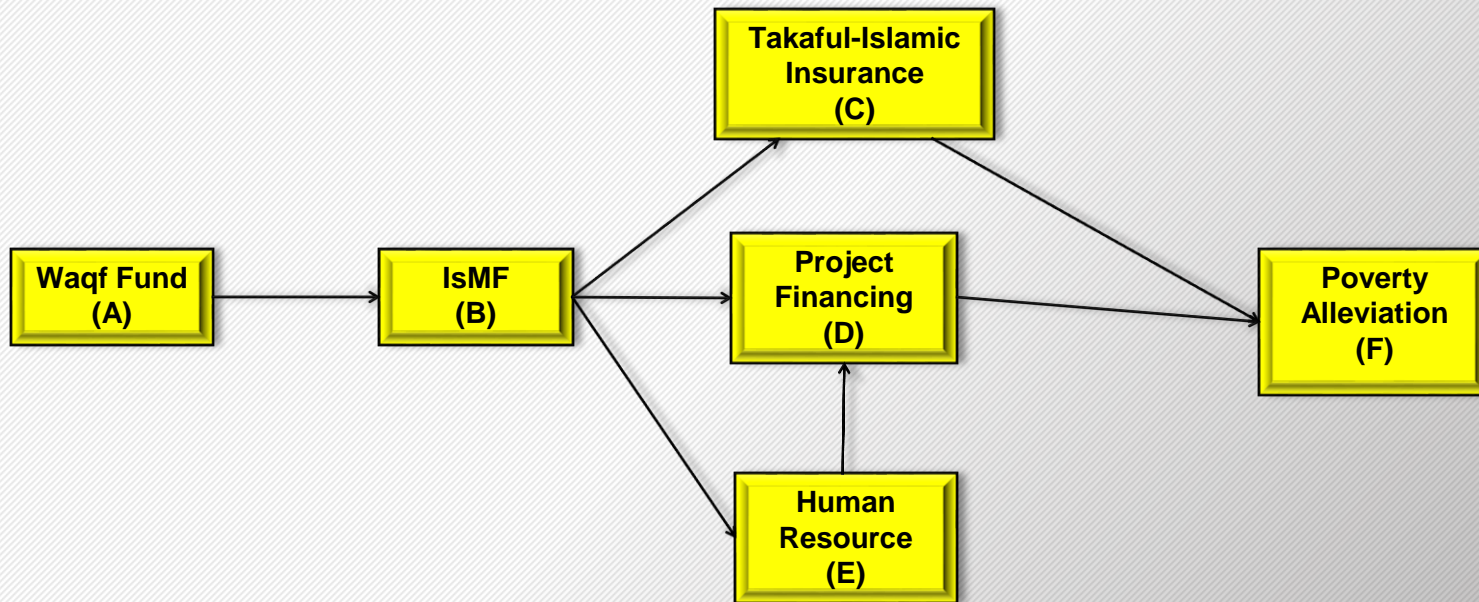 Takaful-Islamic
Insurance
(C)
Waqf Fund
(A)
IsMF
(B)
Project
Financing
(D)
Poverty
Alleviation
(F)
Human
Resource
(E)